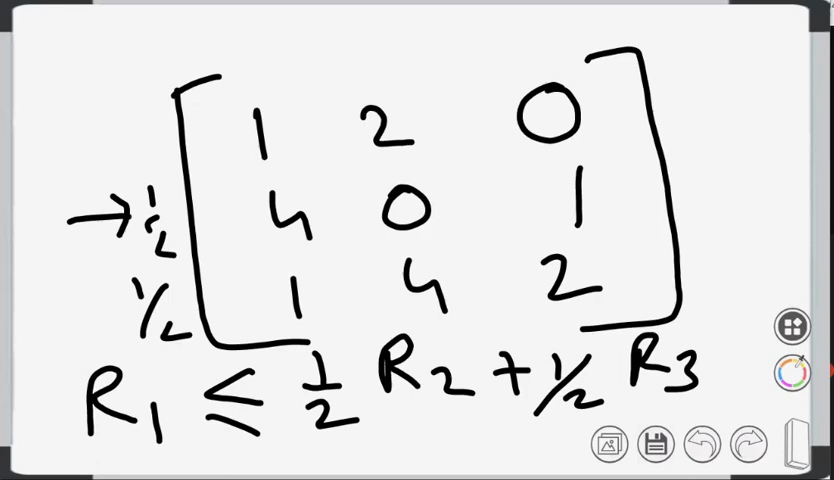 1 2 0
→ 1/2 4 0 1
1/2 1 4 2
R1 ≤ 1/2 R2 + 1/2 R3